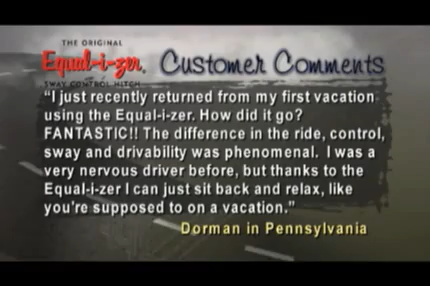 THE ORIGINAL
Equal-i-zer®
SWAY CONTROL HITCH
Customer Comments
“I just recently returned from my first vacation
using the Equal-i-zer. How did it go?
FANTASTIC!! The difference in the ride, control,
sway and drivability was phenomenal.  I was a
very nervous driver before, but thanks to the
Equal-i-zer I can just sit back and relax, like
you're supposed to on a vacation.”
Dorman in Pennsylvania